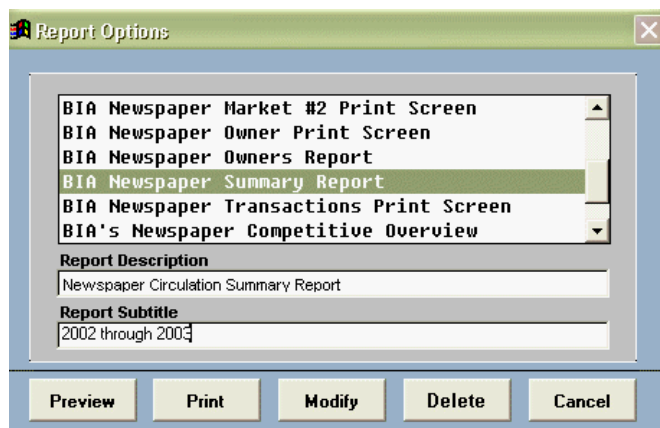 Report Options
BIA Newspaper Market #2 Print Screen
BIA Newspaper Owner Print Screen
BIA Newspaper Owners Report
BIA Newspaper Summary Report
BIA Newspaper Transactions Print Screen
BIA's Newspaper Competitive Overview
Report Description
Newspaper Circulation Summary Report
Report Subtitle
2002 through 2003
Preview Print Modify Delete Cancel